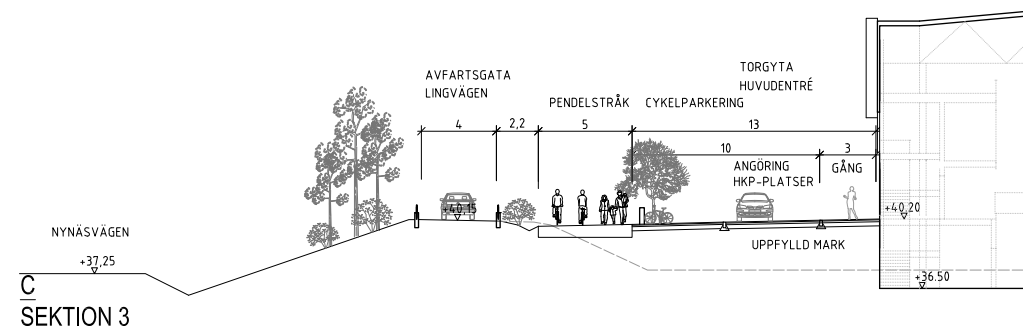 TORGYTA
HUVUDENTRÉ
AVFARTSGATA
LINGVÄGEN
PENDELSTRÅK
CYKELPARKERING
4
2,2
5
13
10
3
ANGÖRING
HKP-PLATSER
GÅNG
+40,15
+40,20
NYNÄSVÄGEN
UPPFYLLD MARK
+37,25
+36.50
C
SEKTION 3